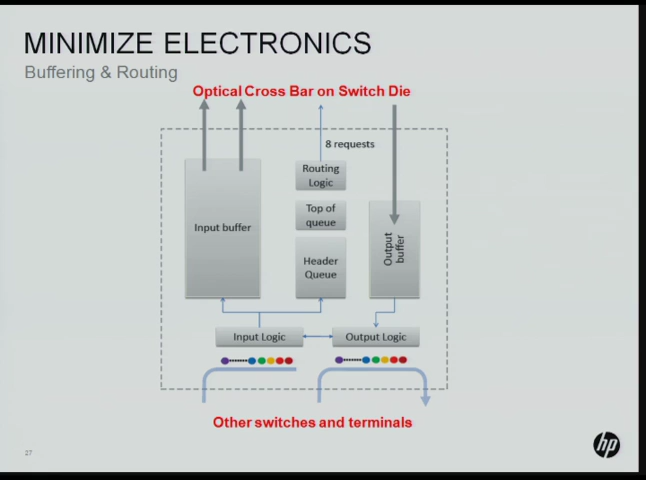 MINIMIZE ELECTRONICS
Buffering & Routing
Optical Cross Bar on Switch Die
8 requests
Routing
Logic
Top of
queue
Input buffer
Header
Queue
Output
buffer
Input Logic
Output Logic
Other switches and terminals
27
hp